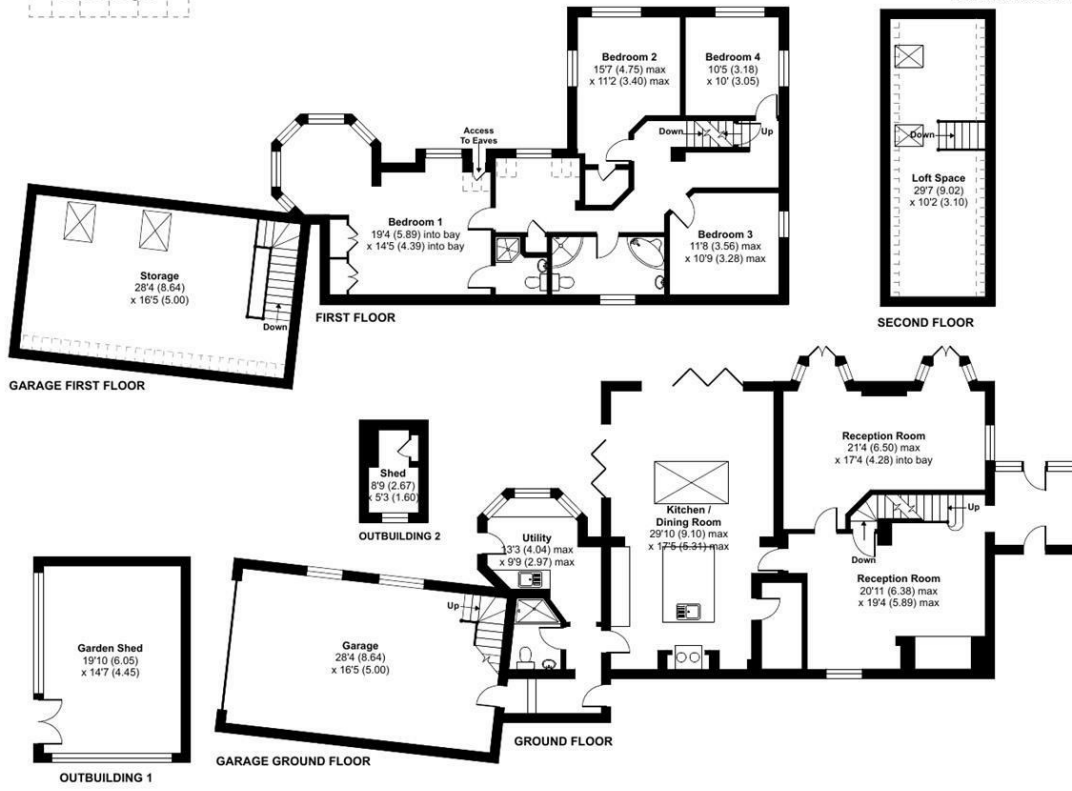 Bedroom 2
15'7 (4.75) max
x 11'2 (3.40) max
Bedroom 4
10'5 (3.18)
x 10' (3.05)
Down
Up
Access
To Eaves
Bedroom 1
19'4 (5.89) into bay
x 14'5 (4.39) into bay
Bedroom 3
11'8 (3.56) max
x 10'9 (3.28) max
FIRST FLOOR
Storage
28'4 (8.64)
x 16'5 (5.00)
Down
GARAGE FIRST FLOOR
Down
Loft Space
29'7 (9.02)
x 10'2 (3.10)
SECOND FLOOR
Reception Room
21'4 (6.50) max
x 17'4 (4.28) into bay
Up
Down
Reception Room
20'11 (6.38) max
x 19'4 (5.89) max
Kitchen /
Dining Room
29'10 (9.10) max
x 17'5 (5.31) max
Shed
8'9 (2.67)
x 5'3 (1.60)
OUTBUILDING 2
Utility
13'3 (4.04) max
x 9'9 (2.97) max
Up
Garage
28'4 (8.64)
x 16'5 (5.00)
GROUND FLOOR
GARAGE GROUND FLOOR
Garden Shed
19'10 (6.05)
x 14'7 (4.45)
OUTBUILDING 1